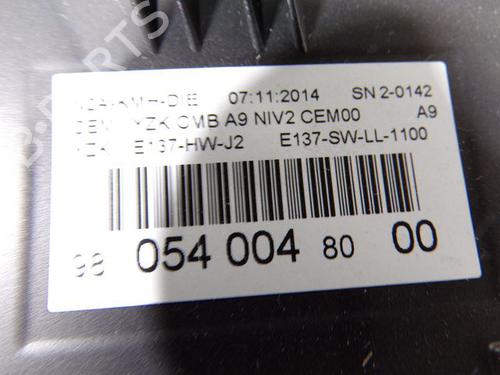 07:11:2014 SN 2-0142
CMB A9 NIV2 CEM00 A9
E137-HW-J2 E137-SW-LL-1100
98 054 004 80 00